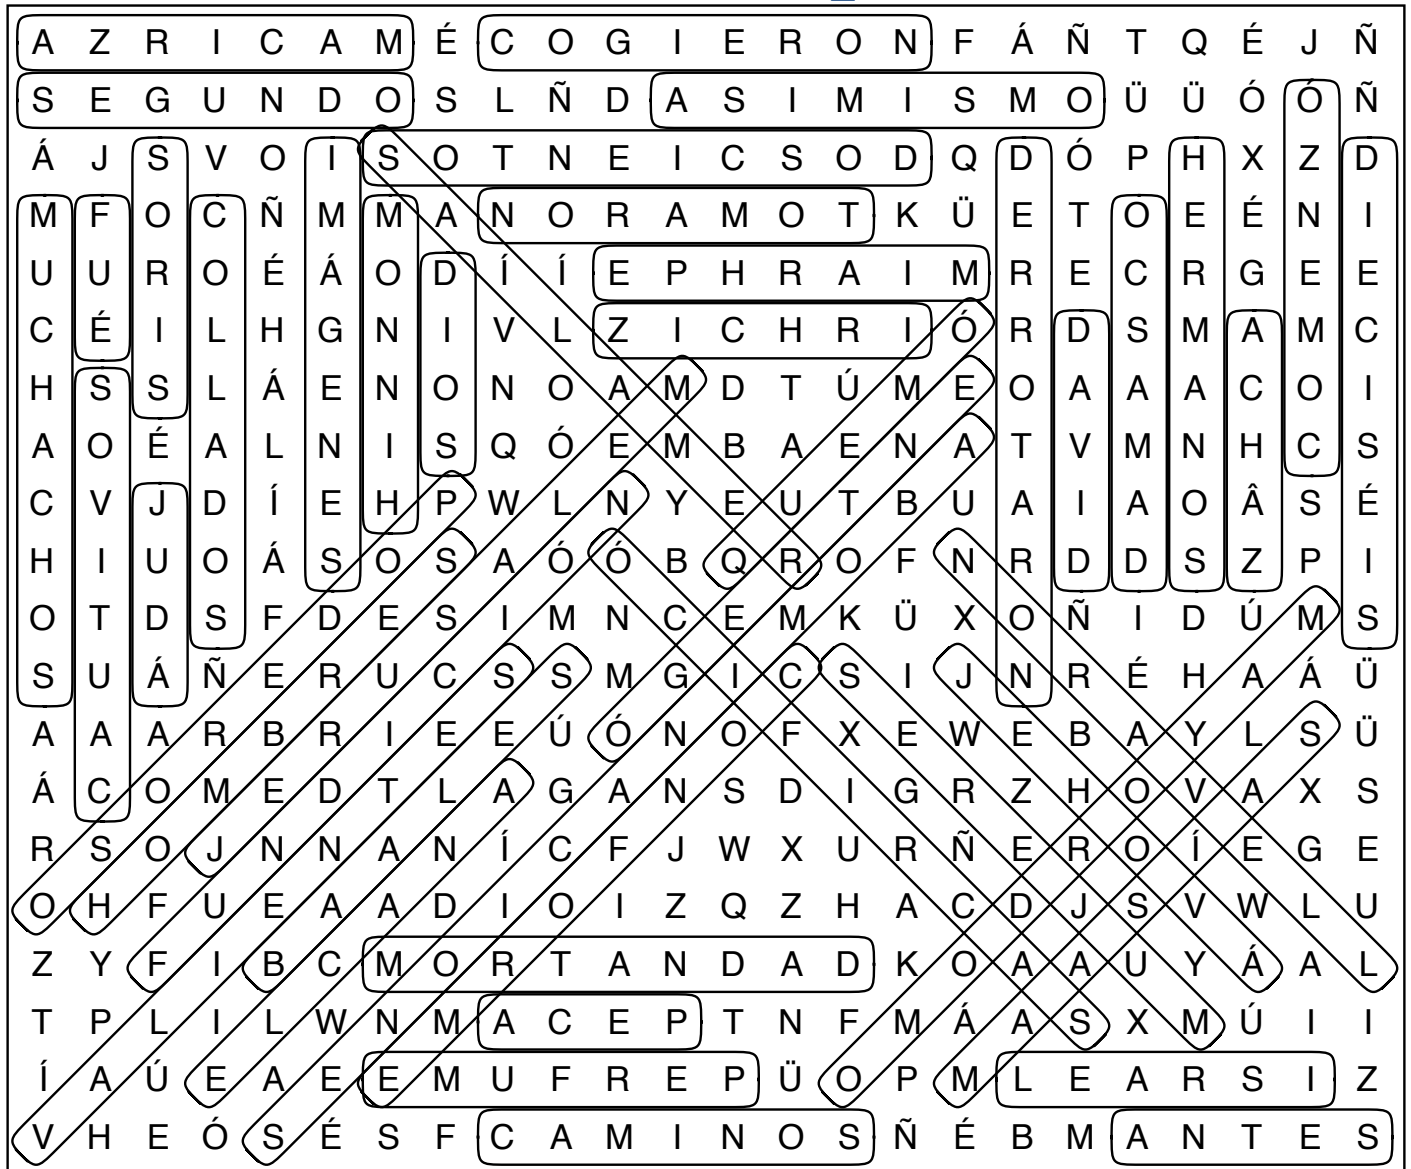 A Z R I C A M É C O G I E R O N F Á Ñ T Q É J Ñ
S E G U N D O S L Ñ D A S I M I S M O Ü Ü Ó Ó Ñ
Á J S V O I S O T N E I C S O D Q D Ó P H X Z D
M F O C Ñ M M A N O R A M O T K Ü E T O E É N I
U U R O É Á O D Í Í E P H R A I M R E C R G E E
C É I L H G N I V L Z I C H R I Ó R D S M A M C
H S S L Á E N O N O A M D T Ú M E O A A A C O I
A O É A L N I S Q Ó E M B A E N A T V M N H C S
C V J D Í E H P W L N Y E U T B U A I A O Â S É
H I U O Á S O S A Ó Ó B Q R O F N R D D S Z P I
O T D S F D E S I M N C E M K Ü X O Ñ I D Ú M S
S U Á Ñ E R U C S S M G I C S I J N R É H A Á Ü
A A A R B R I E E Ú Ó N O F X E W E B A Y L S Ü
Á C O M E D T L A G A N S D I G R Z H O V A X S
R S O J N N A N Í C F J W X U R Ñ E R O Í E G E
O H F U E A A D I O I Z Q Z H A C D J S V W L U
Z Y F I B C M O R T A N D A D K O A A U Y Á A L
T P L I L W N M A C E P T N F M Á A S X M Ú I I
Í A Ú E A E E M U F R E P Ü O P M L E A R S I Z
V H E Ó S É S F C A M I N O S Ñ É B M A N T E S